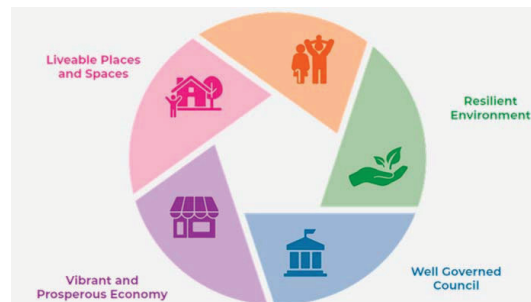 Liveable Places
and Spaces
Resilient
Environment
Well Governed
Council
Vibrant and
Prosperous Economy